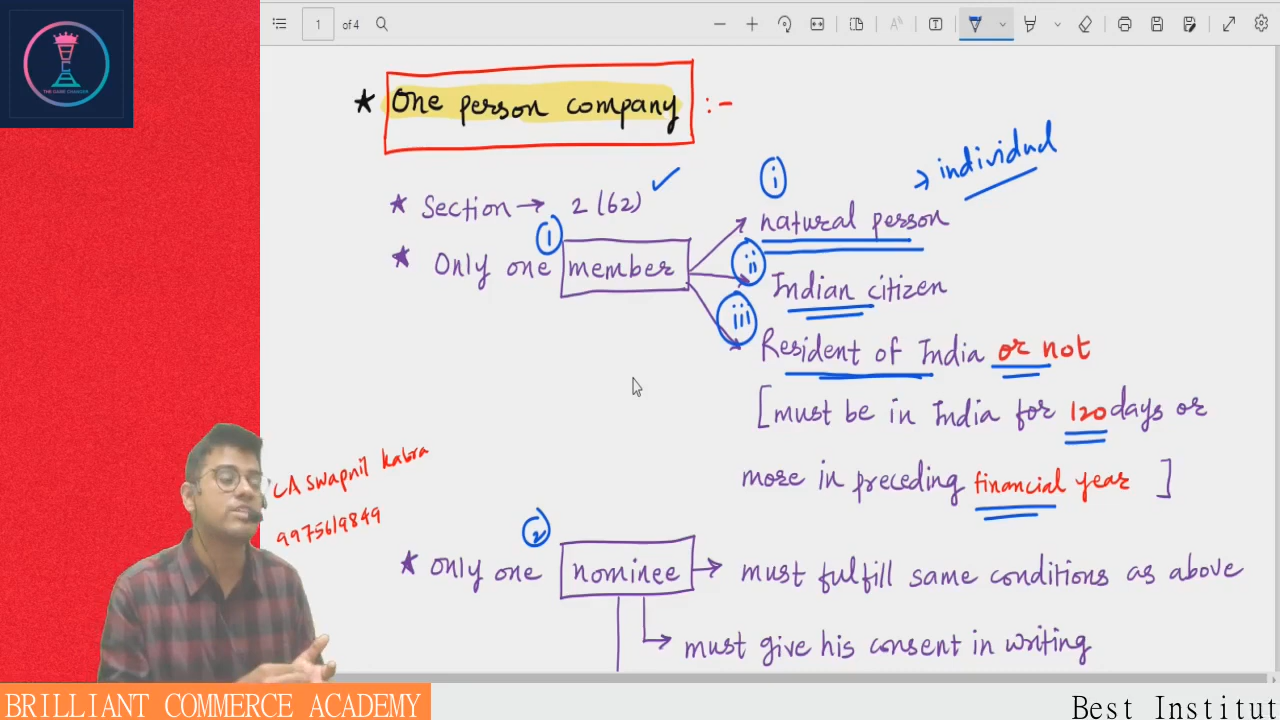 THE GAME CHANGER
1 of 4
★ One person company :-
→ individual
i
★ Section → 2 (62) ✓
natural person
1
★ Only one member
ii
Indian citizen
iii
Resident of India or not
[must be in India for 120 days or
more in preceding financial year ]
CA Swapnil Kabra
9975619849
2
★ only one nominee → must fulfill same conditions as above
→ must give his consent in writing
BRILLIANT COMMERCE ACADEMY
Best Institut